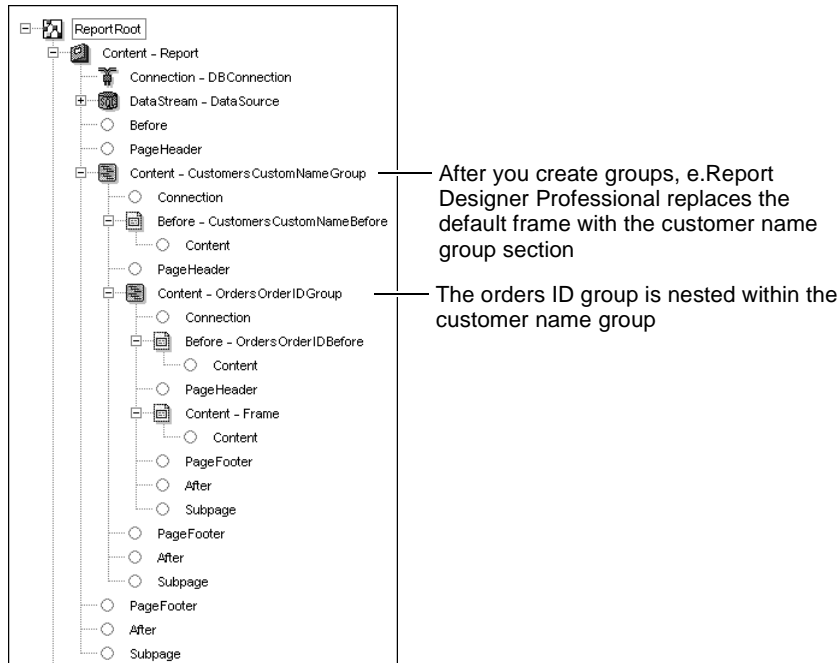 ReportRoot
Content - Report
Connection - DBConnection
SQL
DataStream - DataSource
Before
PageHeader
Content - CustomersCustomNameGroup
Connection
Before - CustomersCustomNameBefore
Content
PageHeader
Content - OrdersOrderIDGroup
Connection
Before - OrdersOrderIDBefore
Content
PageHeader
Content - Frame
Content
PageFooter
After
Subpage
PageFooter
After
Subpage
PageFooter
After
Subpage
After you create groups, e.Report
Designer Professional replaces the
default frame with the customer name
group section
The orders ID group is nested within the
customer name group